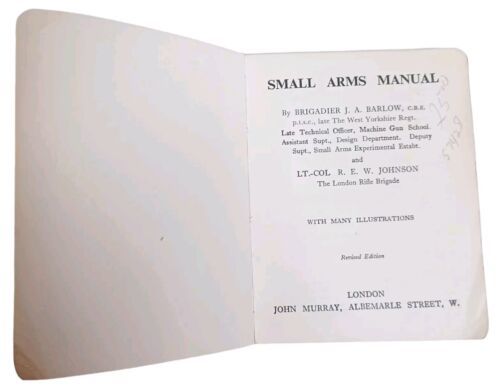 SMALL ARMS MANUAL
By BRIGADIER J. A. BARLOW, C.B.E.
p.s.c., late The West Yorkshire Regt.
Late Technical Officer, Machine Gun School
Assistant Supt., Design Department. Deputy
Supt., Small Arms Experimental Estabt.
and
LT.-COL R. E. W. JOHNSON
The London Rifle Brigade
WITH MANY ILLUSTRATIONS
Revised Edition
LONDON
JOHN MURRAY, ALBEMARLE STREET, W.